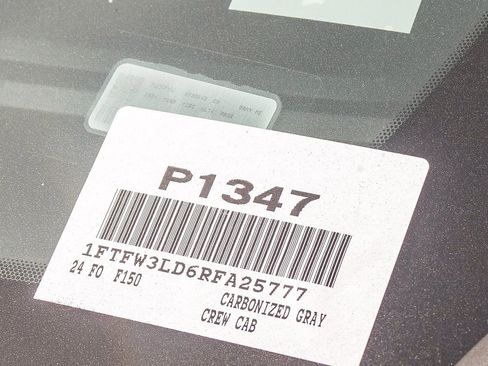 P1347
1FTFW3LD6RFA25777
24 FO F150
CARBONIZED GRAY
CREW CAB